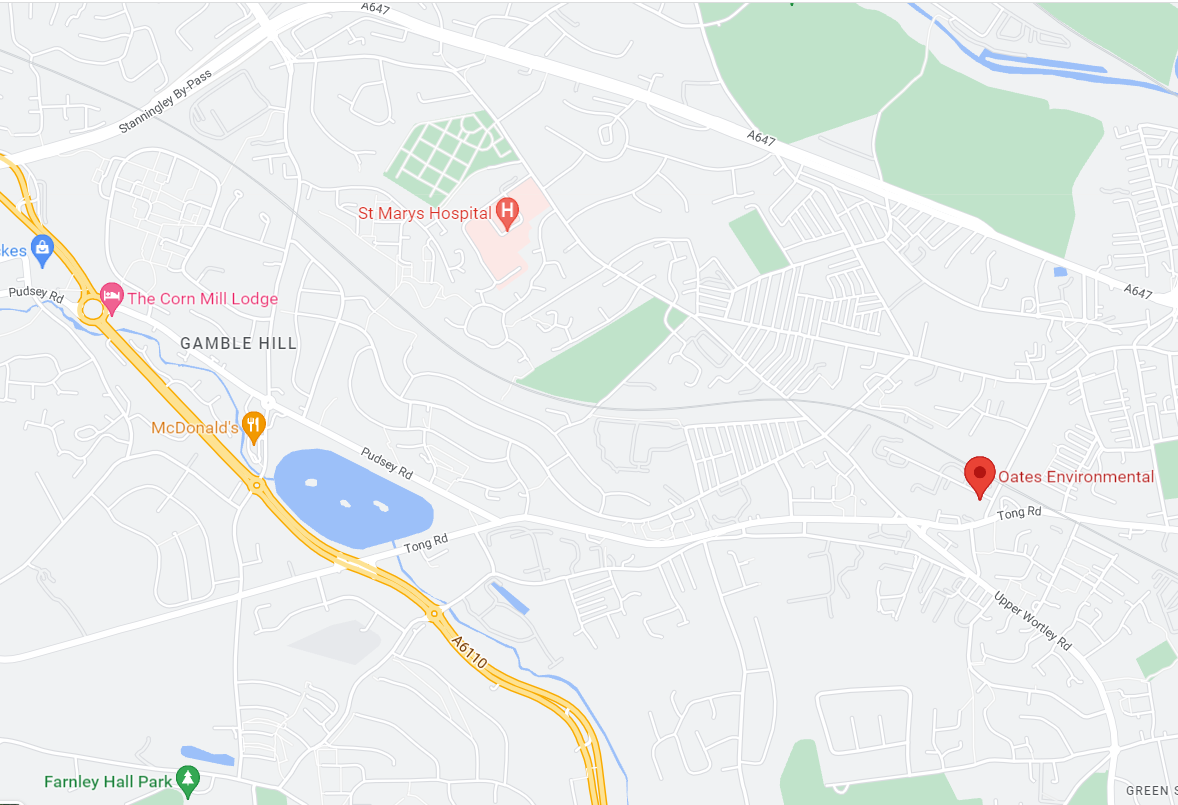 A647
Stanningley By-Pass
A647
St Marys Hospital
H
kes
Pudsey Rd
The Corn Mill Lodge
A647
GAMBLE HILL
McDonald's
Pudsey Rd
Oates Environmental
Tong Rd
Tong Rd
Upper Wortley Rd
A6110
Farnley Hall Park
GREEN S